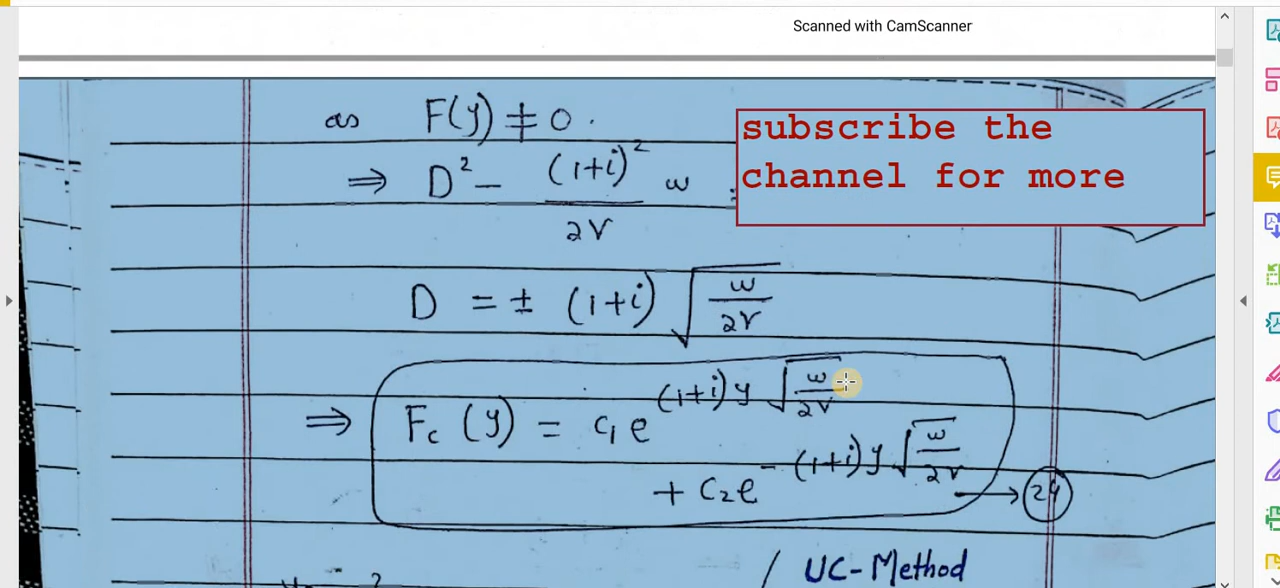 Scanned with CamScanner
as F(y) ≠ 0.
⇒ D² - (1+i)²/2ν ω
subscribe the
channel for more
D = ± (1+i) √(ω/2ν)
⇒ F_c (y) = c₁ e^((1+i) y √(ω/2ν))
+ c₂ e^(-(1+i) y √(ω/2ν)) → 24
UC-Method